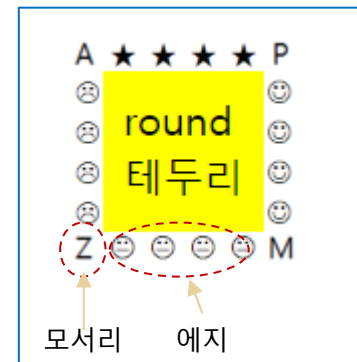 A ★ ★ ★ ★ P
☹ ☺
☹ round ☺
☹ 테두리 ☺
☹ ☺
Z 😐 😐 😐 😐 M
모서리 에지